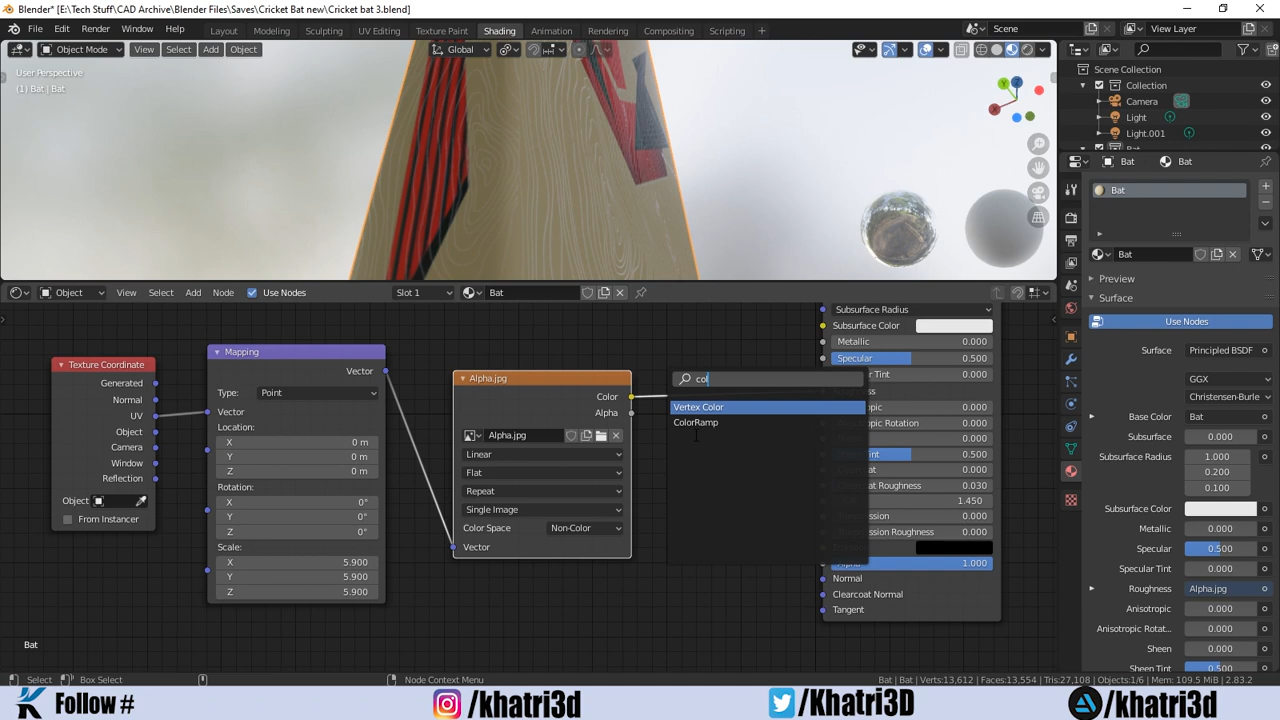 Blender* [E:\Tech Stuff\CAD Archive\Blender Files\Saves\Cricket Bat new\Cricket bat 3.blend]
File Edit Render Window Help Layout Modeling Sculpting UV Editing Texture Paint Shading Animation Rendering Compositing Scripting + Scene View Layer
Object Mode View Select Add Object Global
User Perspective
(1) Bat | Bat
Z
Y
X
Scene Collection
Collection
Camera
Light
Light.001
Bat
Bat Bat
Bat
Bat
Preview
Surface
Use Nodes
Surface Principled BSDF
GGX
Christensen-Burle
Base Color Bat
Subsurface 0.000
Subsurface Radius 1.000
0.200
0.100
Subsurface Color
Metallic 0.000
Specular 0.500
Specular Tint 0.000
Roughness Alpha.jpg
Anisotropic 0.000
Anisotropic Rotat... 0.000
Sheen 0.000
Sheen Tint 0.500
Object View Select Add Node Use Nodes Slot 1 Bat
Texture Coordinate
Generated
Normal
UV
Object
Camera
Window
Reflection
Object
From Instancer
Mapping
Vector
Type: Point
Vector
Location:
X 0 m
Y 0 m
Z 0 m
Rotation:
X 0°
Y 0°
Z 0°
Scale:
X 5.900
Y 5.900
Z 5.900
Alpha.jpg
Color
Alpha
Alpha.jpg
Linear
Flat
Repeat
Single Image
Color Space Non-Color
Vector
col
Vertex Color
ColorRamp
Subsurface Radius
Subsurface Color
Metallic 0.000
Specular 0.500
Tint 0.000
0.000
Rotation 0.000
0.000
0.500
0.000
Roughness 0.030
1.450
0.000
Roughness 0.000
1.000
Normal
Clearcoat Normal
Tangent
Bat
Select Box Select Node Context Menu Bat | Bat | Verts:13,612 | Faces:13,554 | Tris:27,108 | Objects:1/6 | Mem: 109.5 MiB | 2.83.2
Follow # /khatri3d /Khatri3D /khatri3d